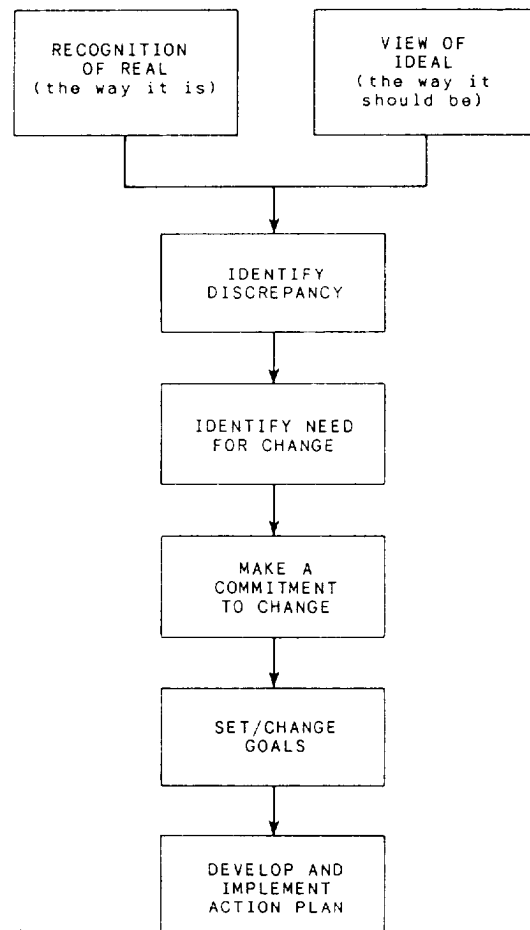 RECOGNITION
OF REAL
(the way it is)
VIEW OF
IDEAL
(the way it
should be)
IDENTIFY
DISCREPANCY
IDENTIFY NEED
FOR CHANGE
MAKE A
COMMITMENT
TO CHANGE
SET/CHANGE
GOALS
DEVELOP AND
IMPLEMENT
ACTION PLAN